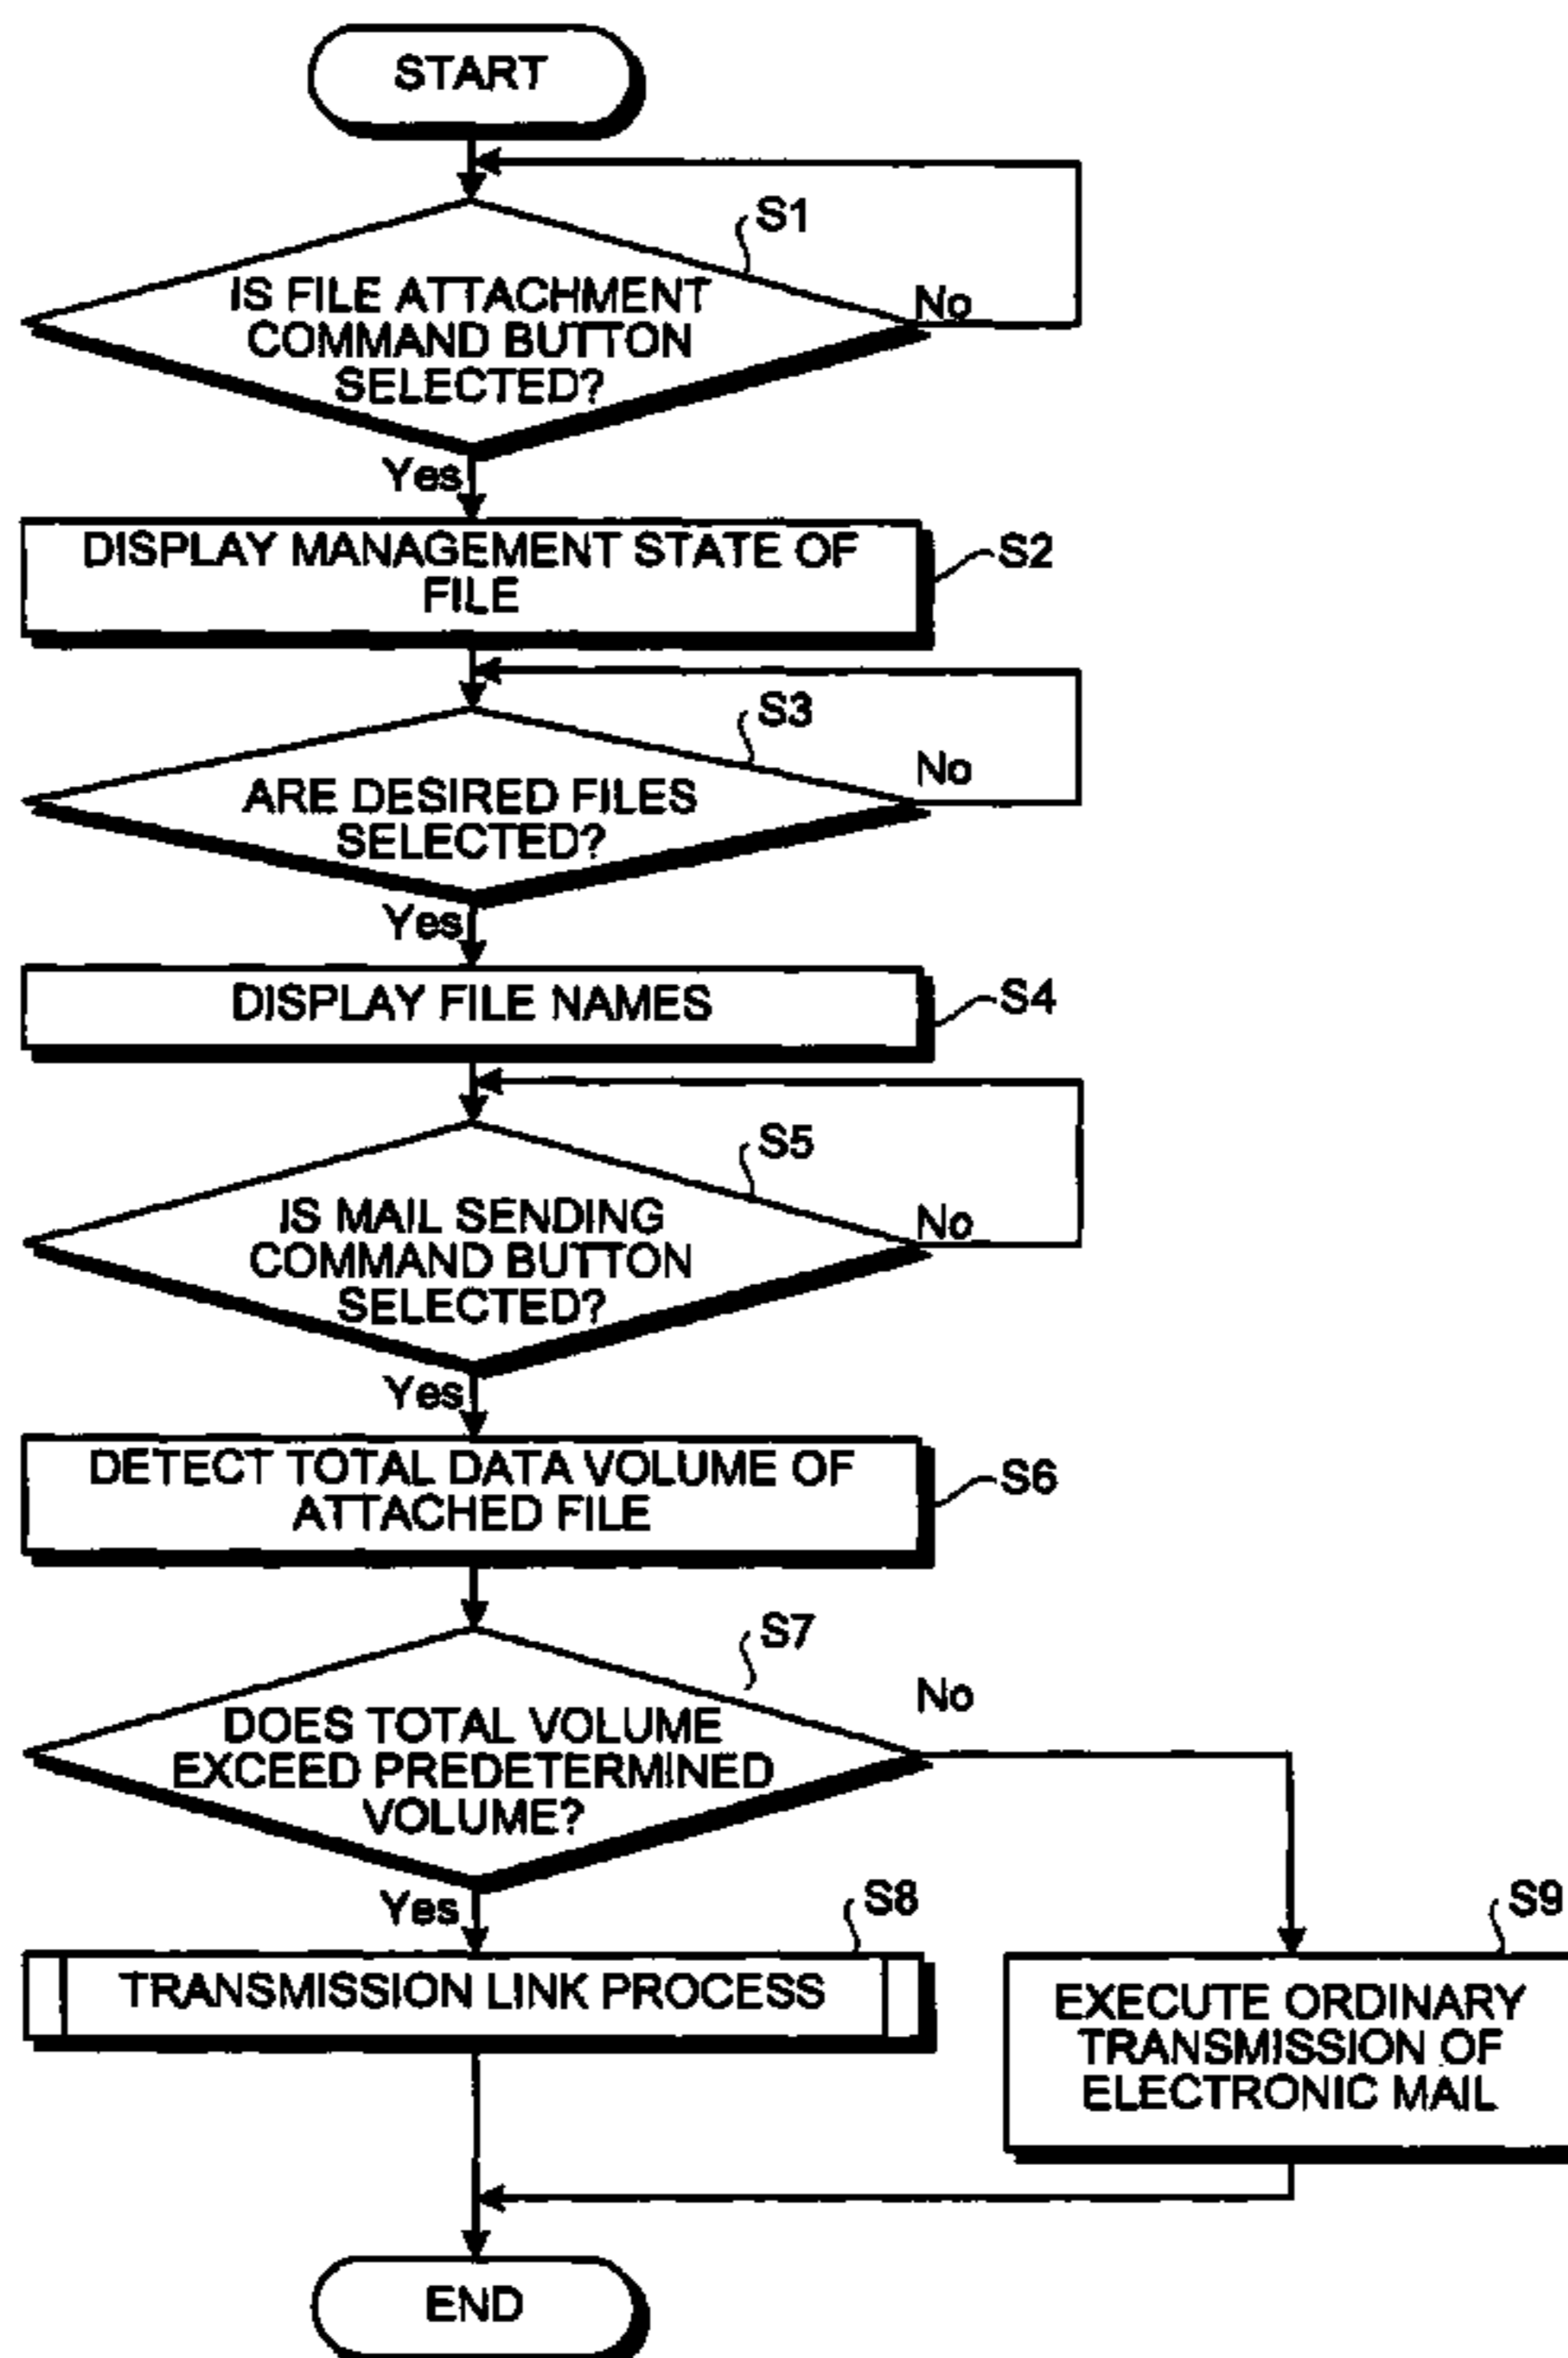 START
S1
IS FILE ATTACHMENT
COMMAND BUTTON
SELECTED?
No
Yes
DISPLAY MANAGEMENT STATE OF
FILE
S2
S3
ARE DESIRED FILES
SELECTED?
No
Yes
DISPLAY FILE NAMES
S4
S5
IS MAIL SENDING
COMMAND BUTTON
SELECTED?
No
Yes
DETECT TOTAL DATA VOLUME OF
ATTACHED FILE
S6
S7
DOES TOTAL VOLUME
EXCEED PREDETERMINED
VOLUME?
No
Yes
S8
TRANSMISSION LINK PROCESS
S9
EXECUTE ORDINARY
TRANSMISSION OF
ELECTRONIC MAIL
END